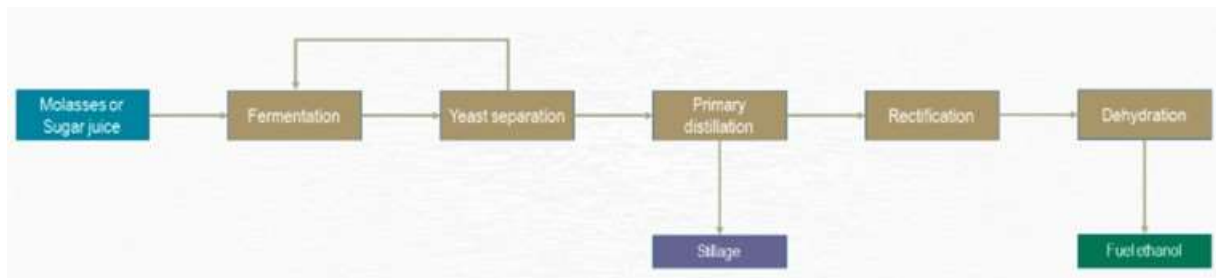 Molasses or
Sugar juice
Fermentation
Yeast separation
Primary
distillation
Rectification
Dehydration
Stillage
Fuel ethanol